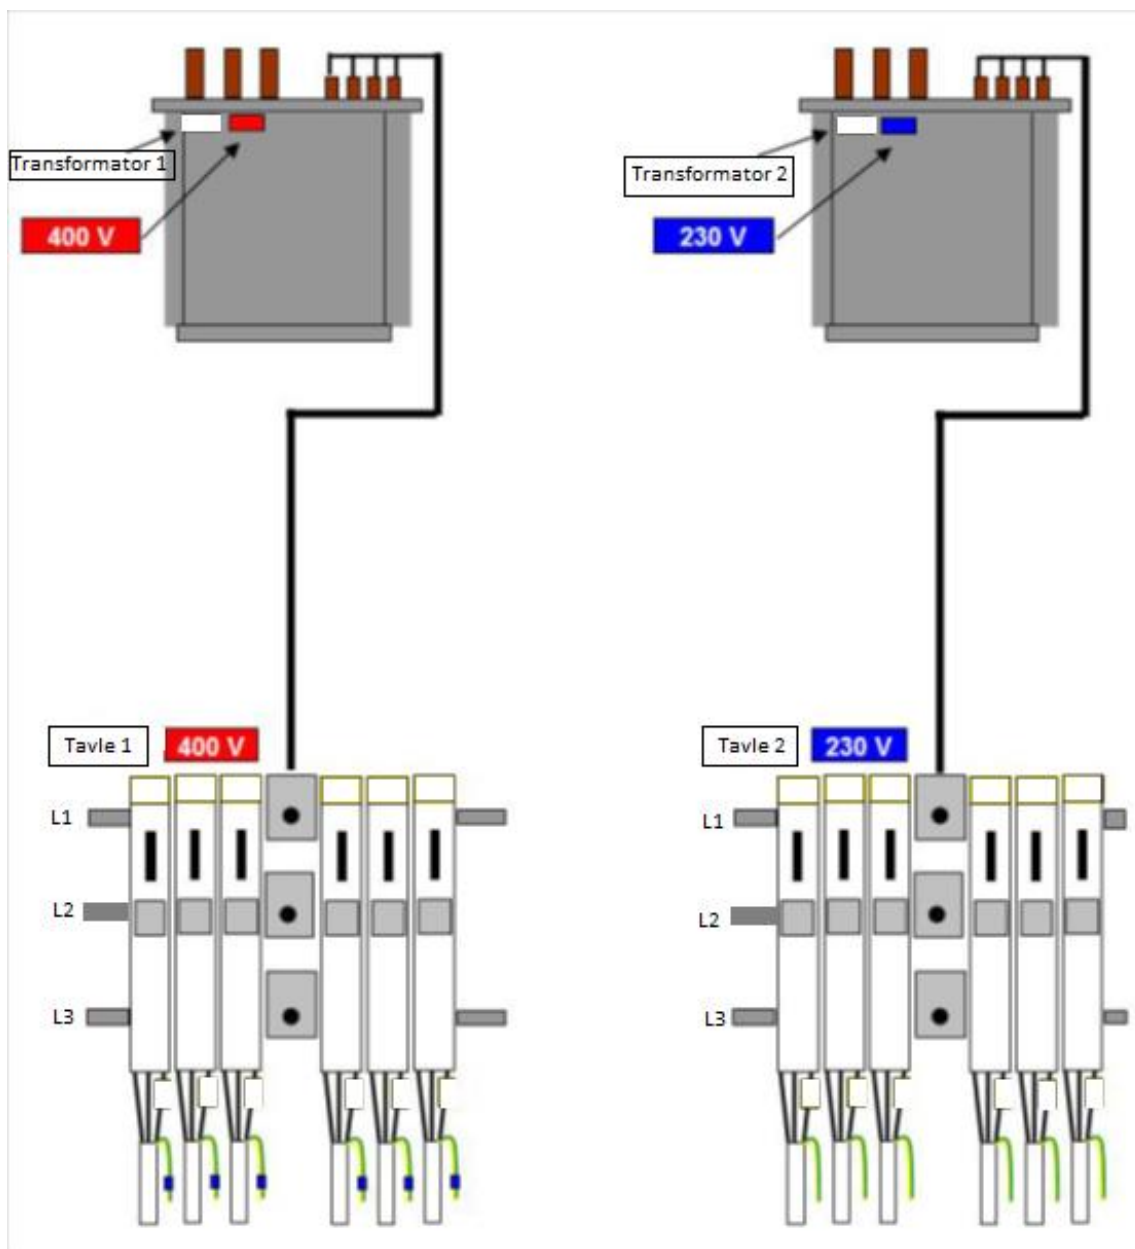 Transformator 1
400 V
Transformator 2
230 V
Tavle 1
400 V
L1
L2
L3
Tavle 2
230 V
L1
L2
L3